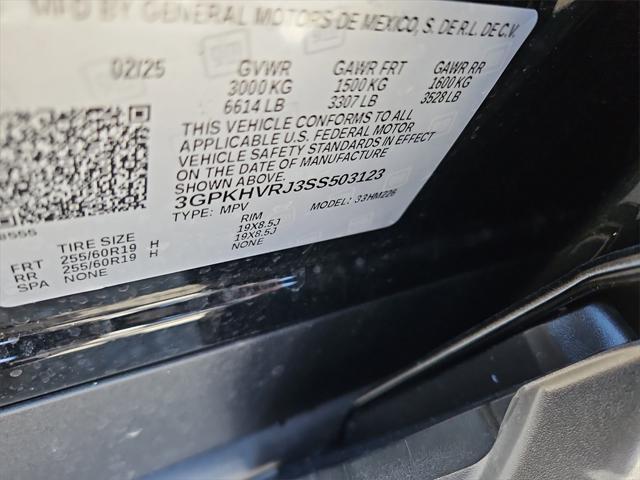 MFD BY GENERAL MOTORS DE MEXICO, S. DE R.L. DE C.V.
02/25 GVWR GAWR FRT GAWR RR
3000 KG 1500 KG 1600 KG
6614 LB 3307 LB 3528 LB
THIS VEHICLE CONFORMS TO ALL
APPLICABLE U.S. FEDERAL MOTOR
VEHICLE SAFETY STANDARDS IN EFFECT
ON THE DATE OF MANUFACTURE
SHOWN ABOVE.
3GPKHVRJ3SS503123
TYPE: MPV MODEL: 33HM226
TIRE SIZE RIM
FRT 255/60R19 H 19X8.5J
RR 255/60R19 H 19X8.5J
SPA NONE NONE